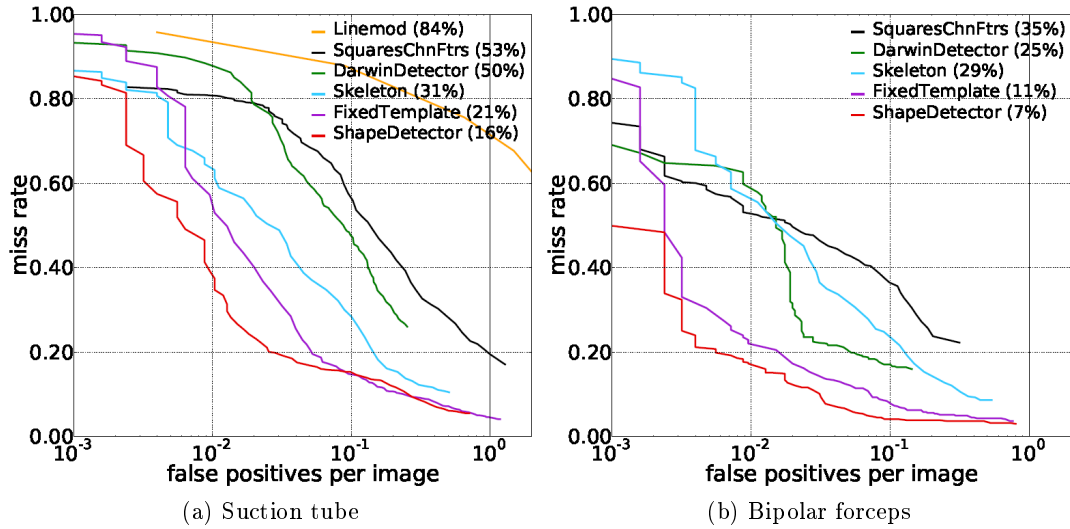 1.00
0.80
0.60
0.40
0.20
0.00
miss rate
Linemod (84%)
SquaresChnFtrs (53%)
DarwinDetector (50%)
Skeleton (31%)
FixedTemplate (21%)
ShapeDetector (16%)
10^-3
10^-2
10^-1
10^0
false positives per image
(a) Suction tube
1.00
0.80
0.60
0.40
0.20
0.00
miss rate
SquaresChnFtrs (35%)
DarwinDetector (25%)
Skeleton (29%)
FixedTemplate (11%)
ShapeDetector (7%)
10^-3
10^-2
10^-1
10^0
false positives per image
(b) Bipolar forceps